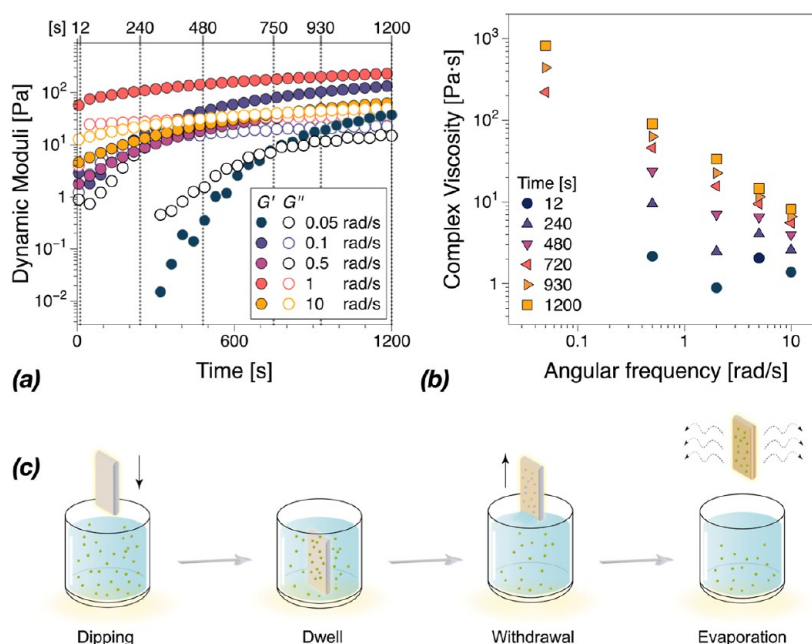 [s] 12 240 480 750 930 1200
Dynamic Moduli [Pa]
10² 
10
1
10⁻¹
10⁻²
G' G''
0.05 rad/s
0.1 rad/s
0.5 rad/s
1 rad/s
10 rad/s
0 600 1200
Time [s]
(a)
Complex Viscosity [Pa·s]
10³
10²
10¹
1
Time [s]
12
240
480
720
930
1200
0.1 1 10
Angular frequency [rad/s]
(b)
(c)
Dipping Dwell Withdrawal Evaporation